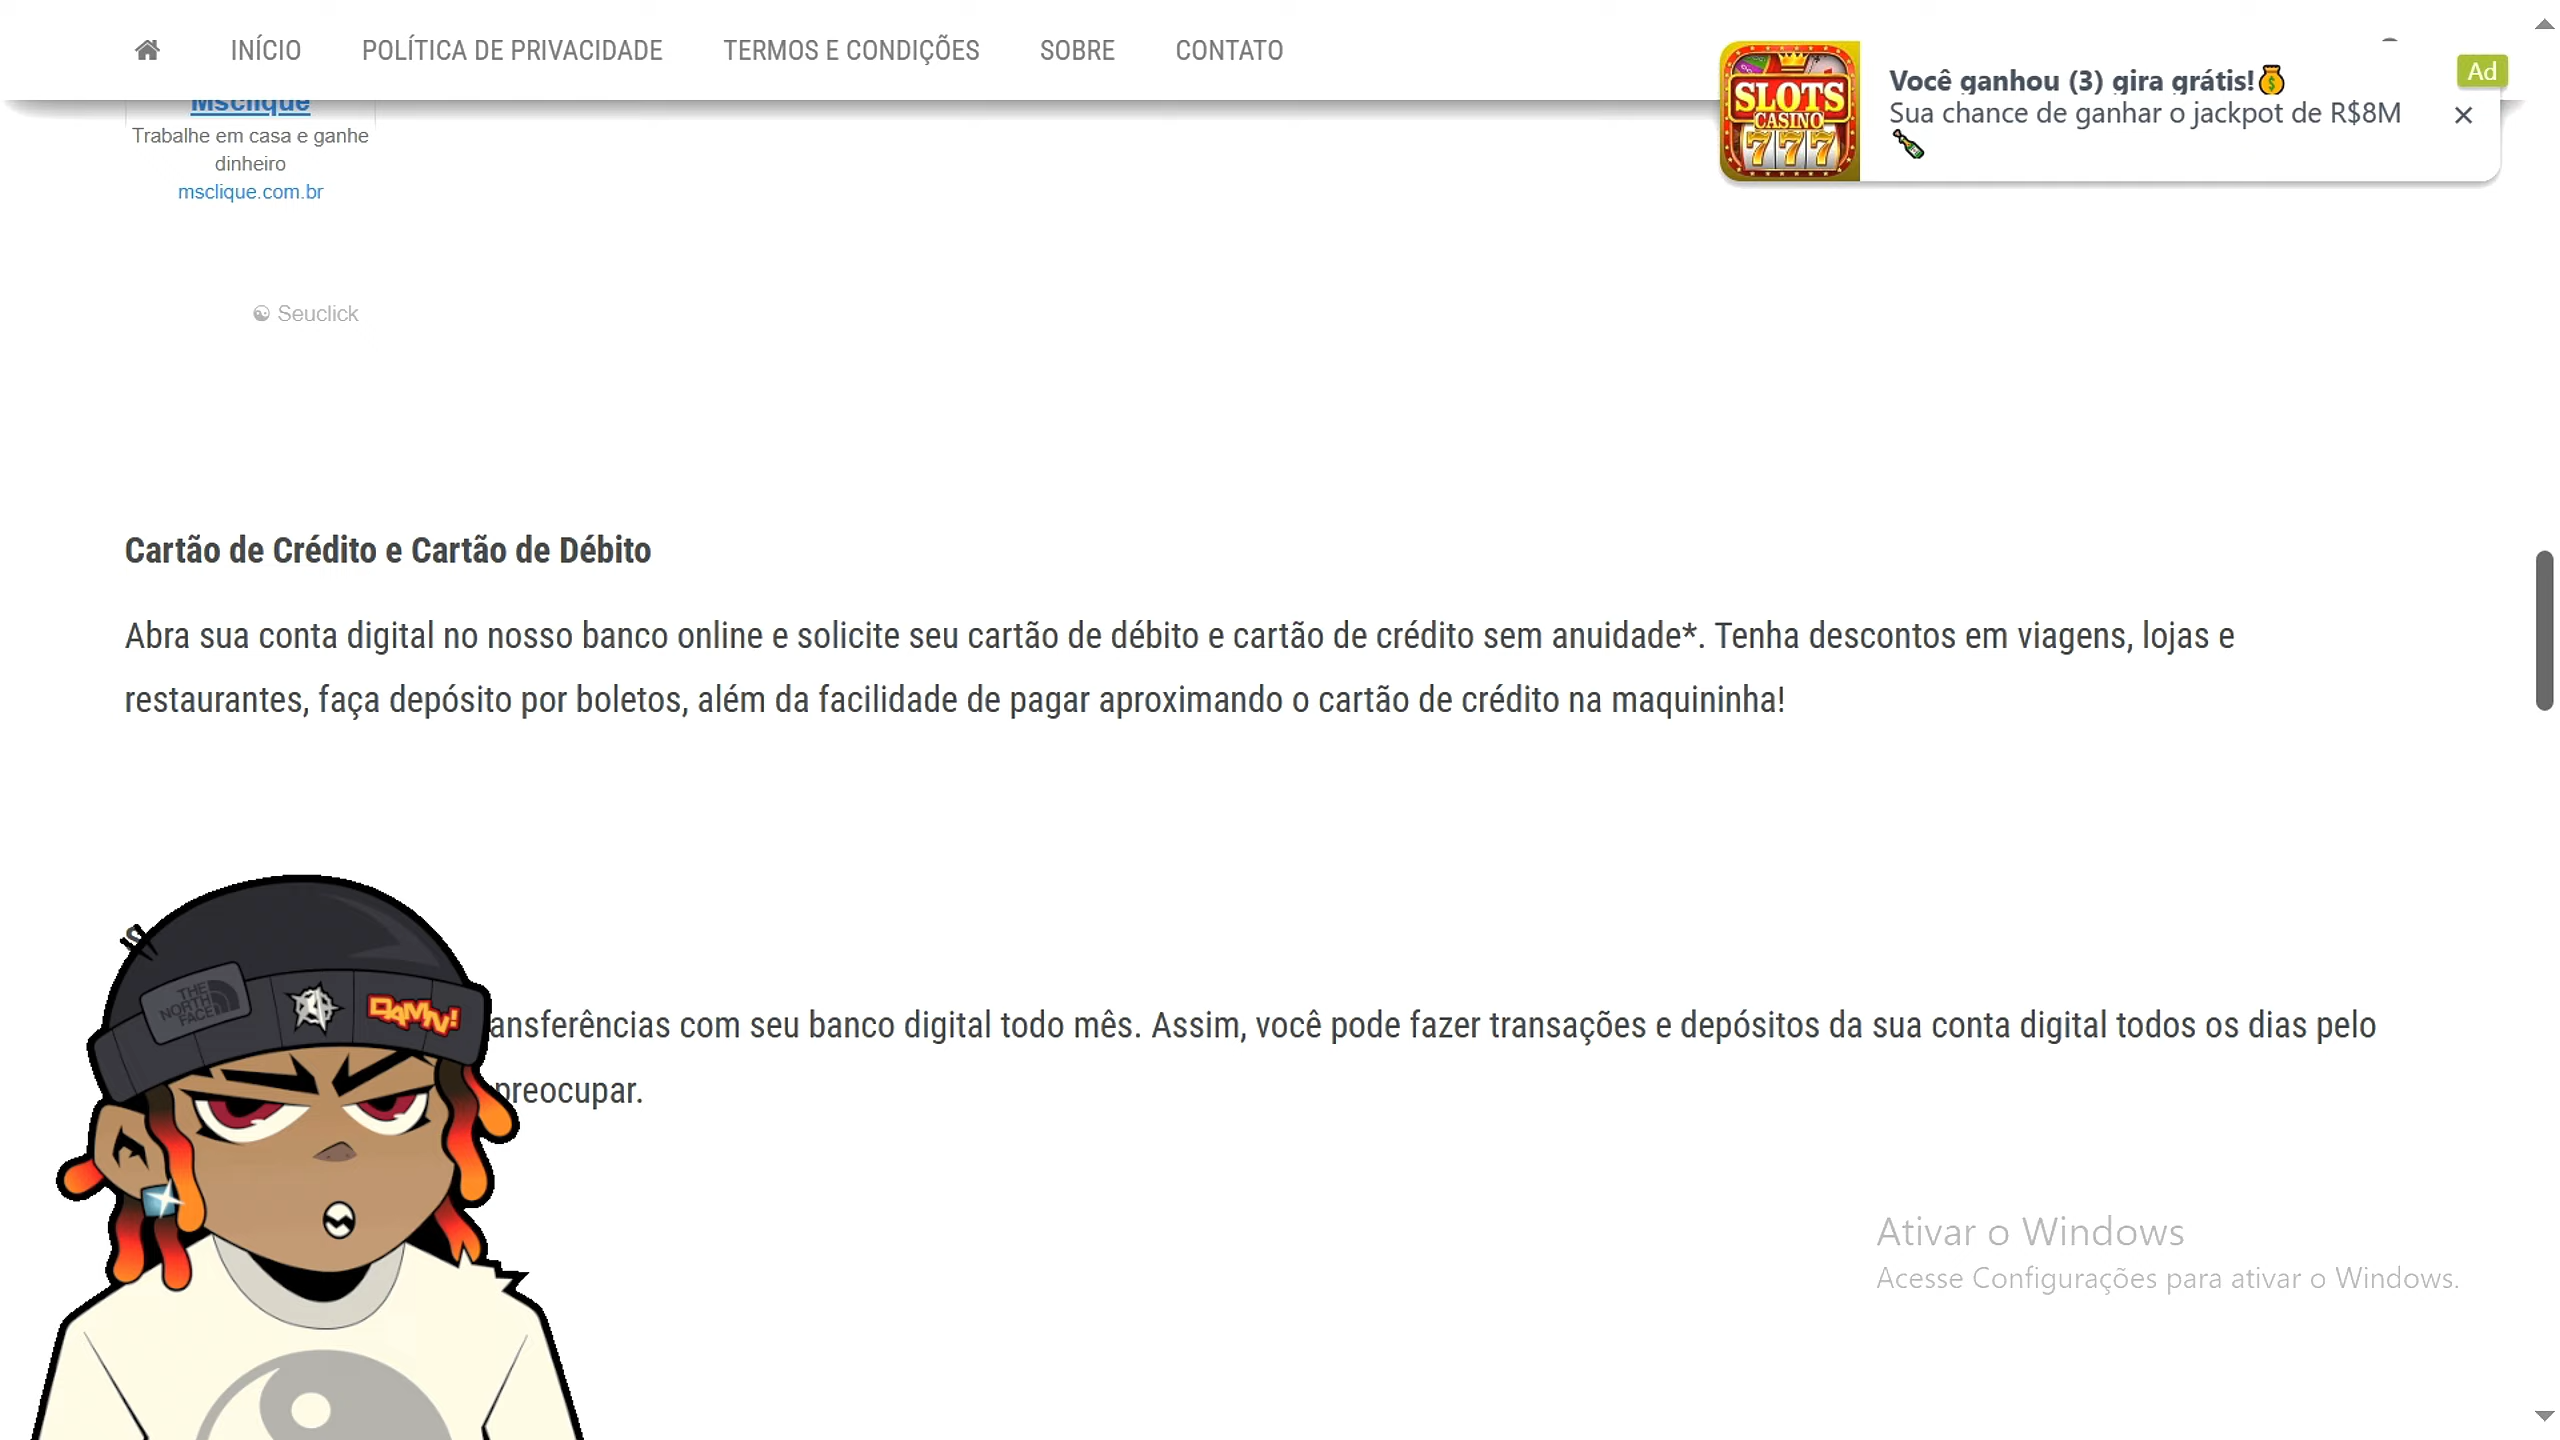 INÍCIO POLÍTICA DE PRIVACIDADE TERMOS E CONDIÇÕES SOBRE CONTATO
SLOTS
CASINO
777
Você ganhou (3) gira grátis!💰
Sua chance de ganhar o jackpot de R$8M
🍾
Ad
Msclique
Trabalhe em casa e ganhe
dinheiro
msclique.com.br
Seuclick
Cartão de Crédito e Cartão de Débito
Abra sua conta digital no nosso banco online e solicite seu cartão de débito e cartão de crédito sem anuidade*. Tenha descontos em viagens, lojas e
restaurantes, faça depósito por boletos, além da facilidade de pagar aproximando o cartão de crédito na maquininha!
THE
NORTH
FACE
DAMN!
ansferências com seu banco digital todo mês. Assim, você pode fazer transações e depósitos da sua conta digital todos os dias pelo
preocupar.
Ativar o Windows
Acesse Configurações para ativar o Windows.